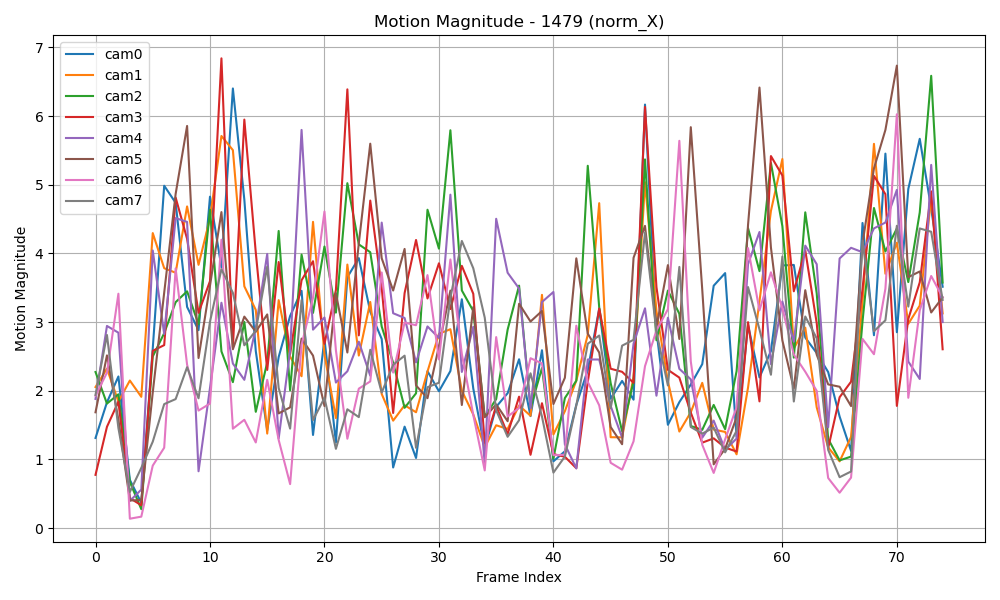 Motion Magnitude - 1479 (norm_X)
cam0
cam1
cam2
cam3
cam4
cam5
cam6
cam7
7
6
5
4
3
2
1
0
Motion Magnitude
0 10 20 30 40 50 60 70
Frame Index